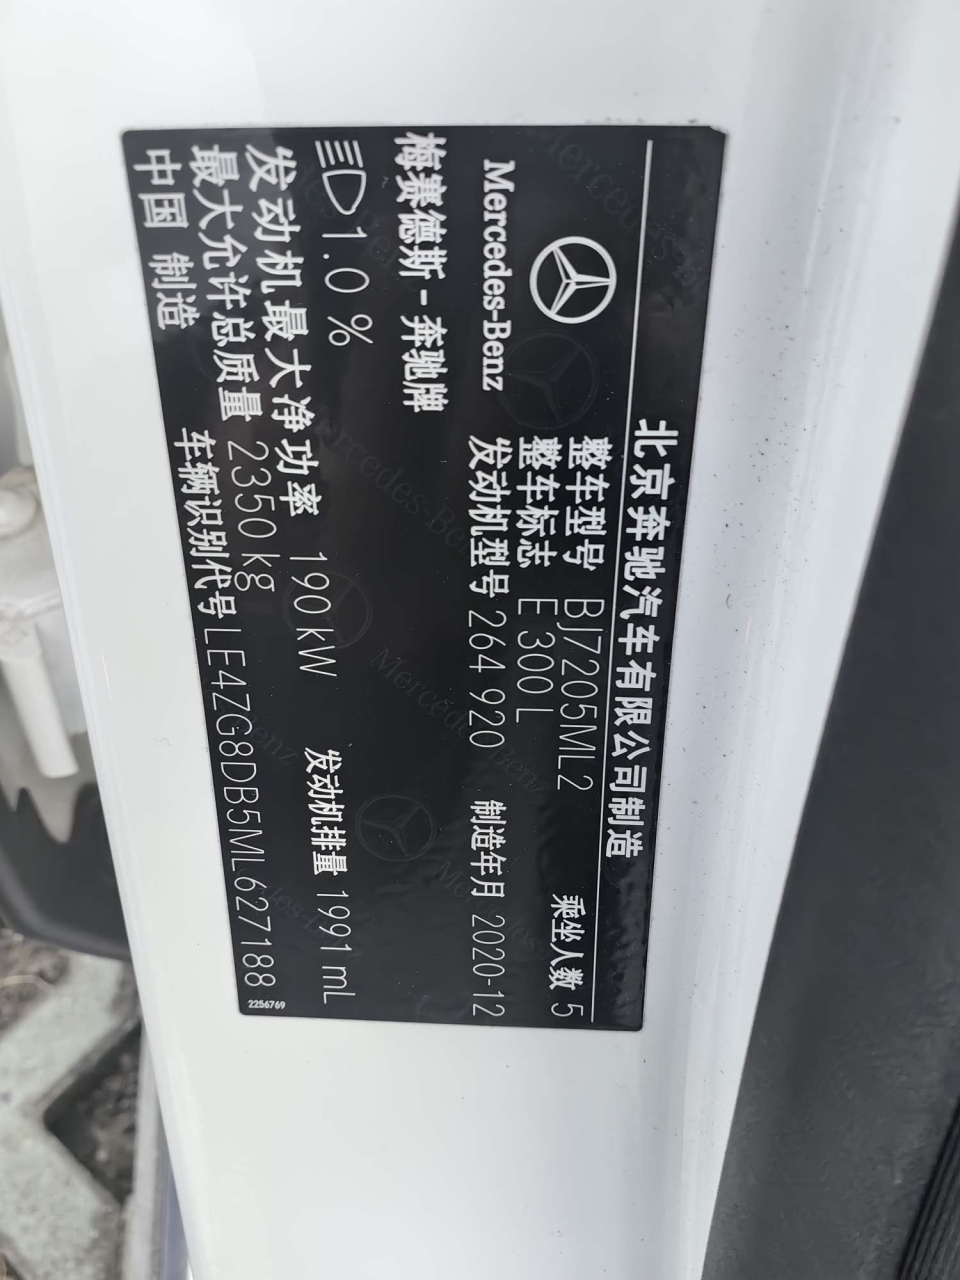 北京奔驰汽车有限公司制造
Mercedes-Benz
梅赛德斯-奔驰牌
整车型号 BJ7205ML2
整车标志 E 300 L
发动机型号 264 920
乘坐人数 5
制造年月 2020-12
1.0 %
发动机最大净功率 190 kW
发动机排量 1991 mL
最大允许总质量 2350 kg
中国 制造
车辆识别代号 LE4ZG8DB5ML627188
2256769